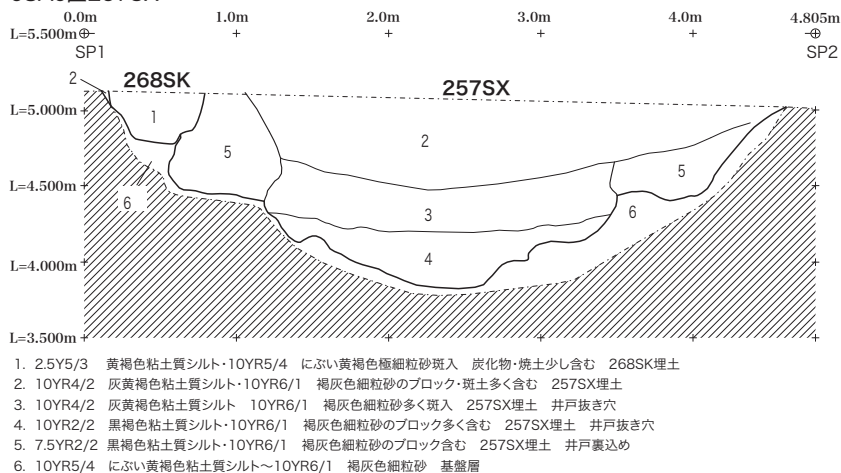 0.0m 1.0m 2.0m 3.0m 4.0m 4.805m
L=5.500m
SP1 SP2
2 268SK 257SX
L=5.000m
1
2
5
5
L=4.500m
6
3
6
4
L=4.000m
L=3.500m
1. 2.5Y5/3 黄褐色粘土質シルト・10YR5/4 にぶい黄褐色極細粒砂斑入 炭化物・焼土少し含む 268SK埋土
2. 10YR4/2 灰黄褐色粘土質シルト・10YR6/1 褐灰色細粒砂のブロック・斑土多く含む 257SX埋土
3. 10YR4/2 灰黄褐色粘土質シルト 10YR6/1 褐灰色細粒砂多く斑入 257SX埋土 井戸抜き穴
4. 10YR2/2 黒褐色粘土質シルト・10YR6/1 褐灰色細粒砂のブロック多く含む 257SX埋土 井戸抜き穴
5. 7.5YR2/2 黒褐色粘土質シルト・10YR6/1 褐灰色細粒砂のブロック含む 257SX埋土 井戸裏込め
6. 10YR5/4 にぶい黄褐色粘土質シルト～10YR6/1 褐灰色細粒砂 基盤層